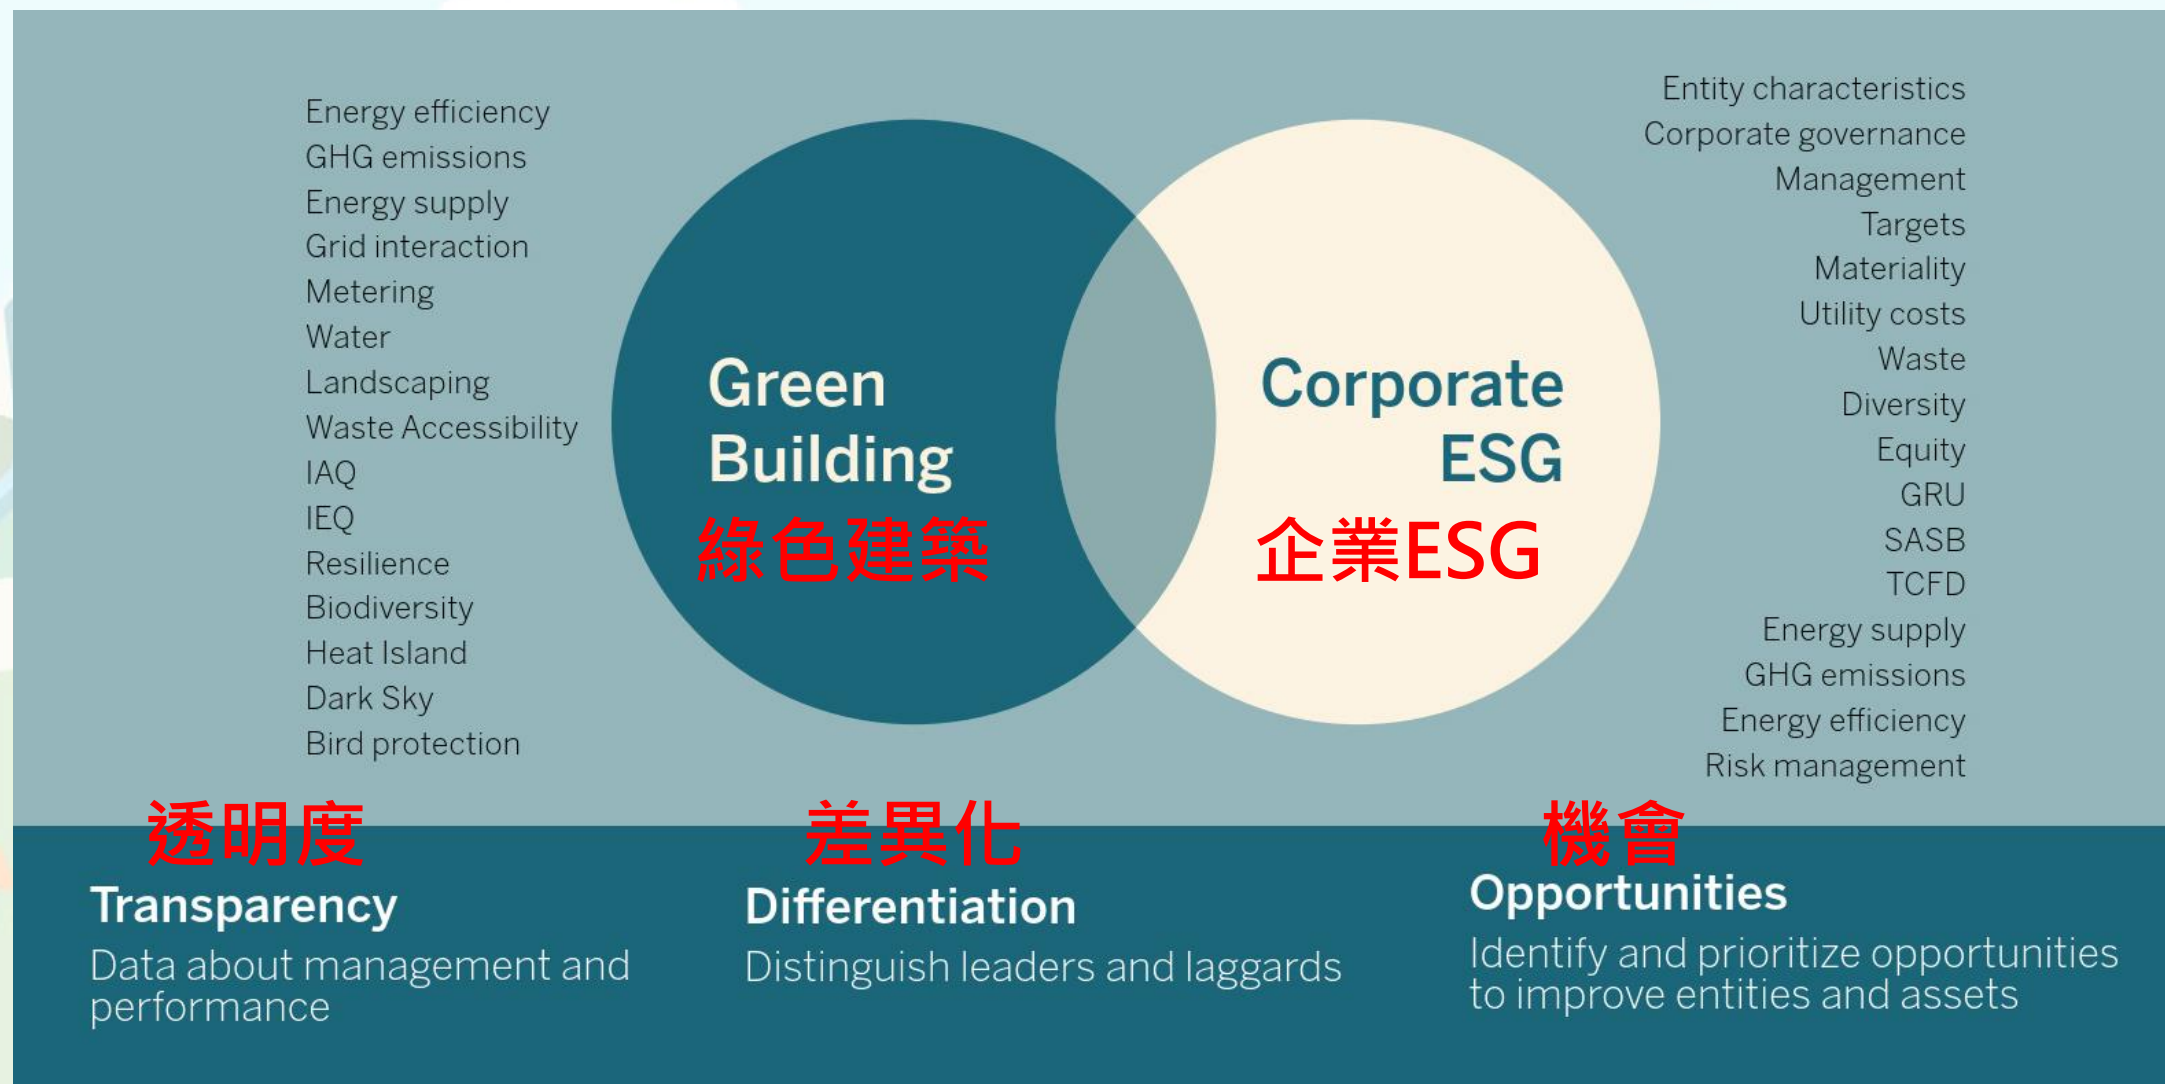 Energy efficiency
GHG emissions
Energy supply
Grid interaction
Metering
Water
Landscaping
Waste Accessibility
IAQ
IEQ
Resilience
Biodiversity
Heat Island
Dark Sky
Bird protection
Green
Building
綠色建築
Corporate
ESG
企業ESG
Entity characteristics
Corporate governance
Management
Targets
Materiality
Utility costs
Waste
Diversity
Equity
GRU
SASB
TCFD
Energy supply
GHG emissions
Energy efficiency
Risk management
透明度
Transparency
Data about management and
performance
差異化
Differentiation
Distinguish leaders and laggards
機會
Opportunities
Identify and prioritize opportunities
to improve entities and assets